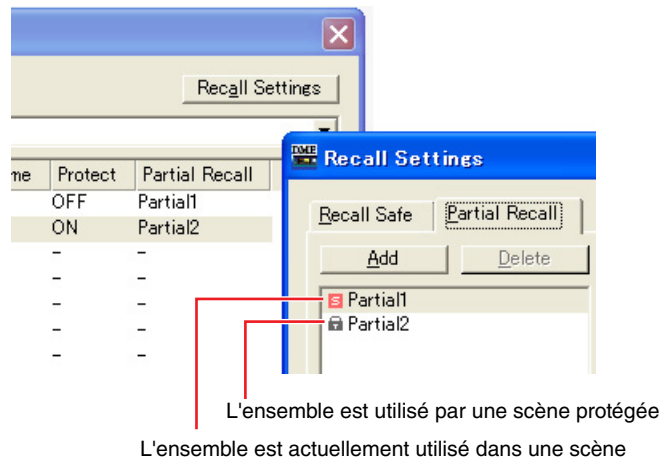 Recall Settings
me Protect Partial Recall
OFF Partial1
ON Partial2
- -
- -
- -
- -
- -
DME Recall Settings
Recall Safe Partial Recall
Add Delete
S Partial1
Partial2
L'ensemble est utilisé par une scène protégée
L'ensemble est actuellement utilisé dans une scène